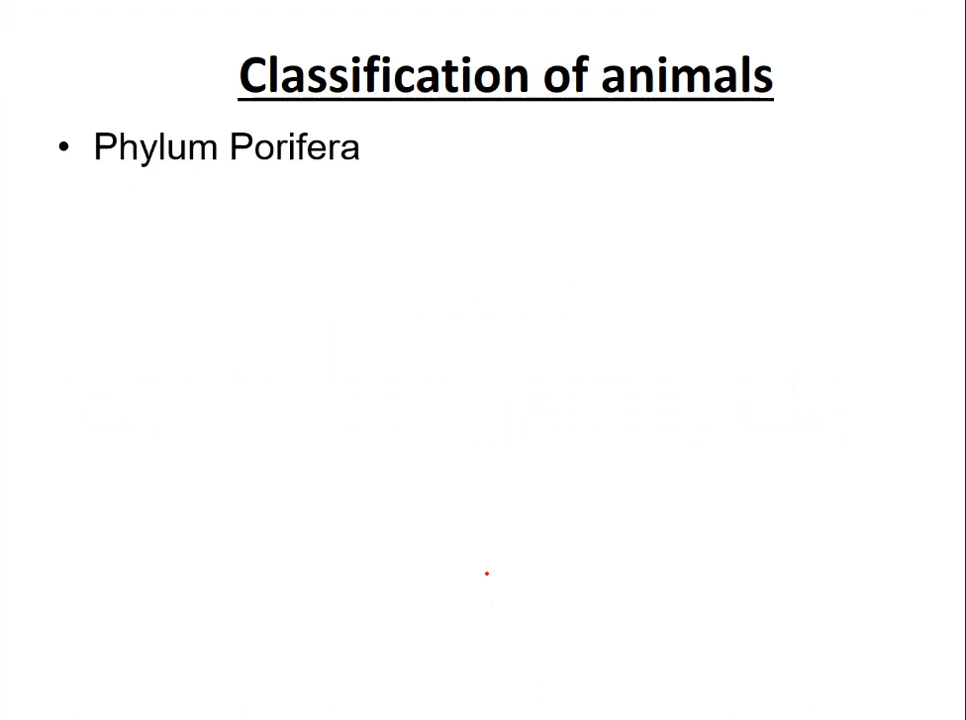 Classification of animals
• Phylum Porifera